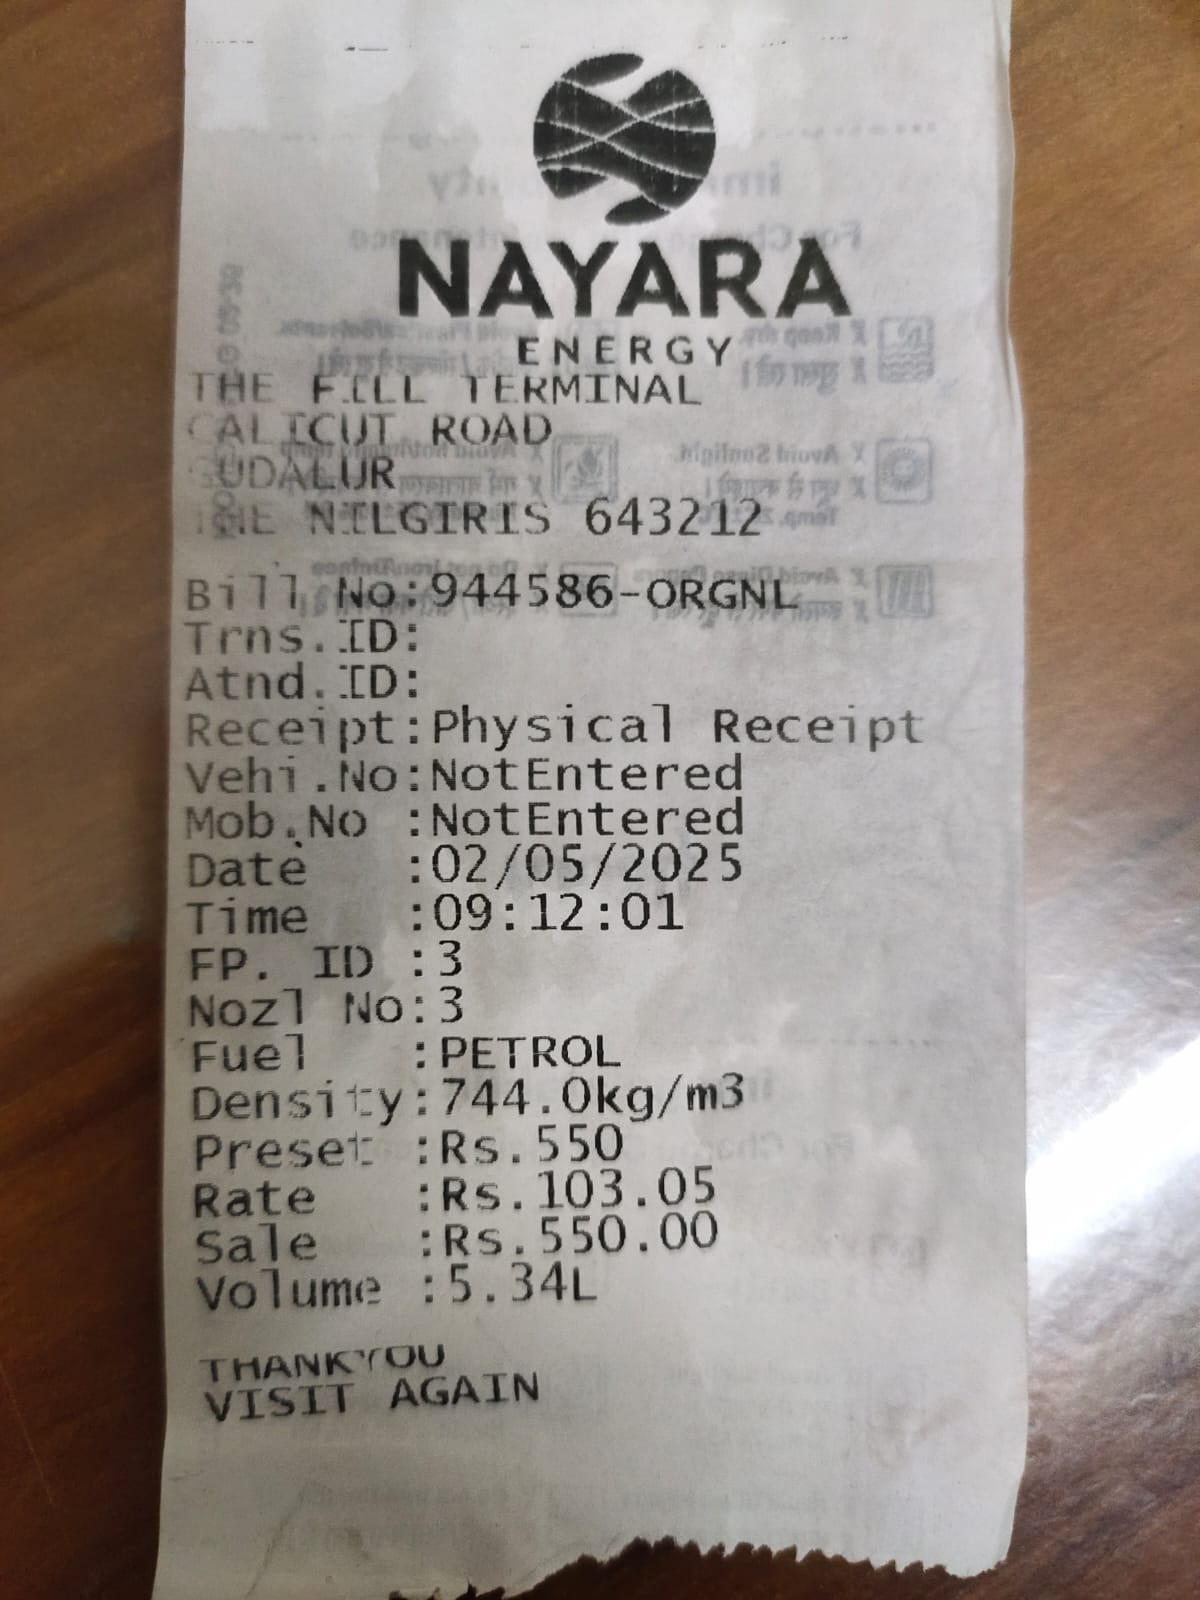 NAYARA
ENERGY
THE FILL TERMINAL
CALICUT ROAD
GUDALUR
THE NILGIRIS 643212
Bill No:944586-ORGNL
Trns.ID:
Atnd.ID:
Receipt:Physical Receipt
Vehi.No:NotEntered
Mob.No :NotEntered
Date :02/05/2025
Time :09:12:01
FP. ID :3
Nozl No:3
Fuel :PETROL
Density:744.0kg/m3
Preset :Rs.550
Rate :Rs.103.05
Sale :Rs.550.00
Volume :5.34L
THANKYOU
VISIT AGAIN